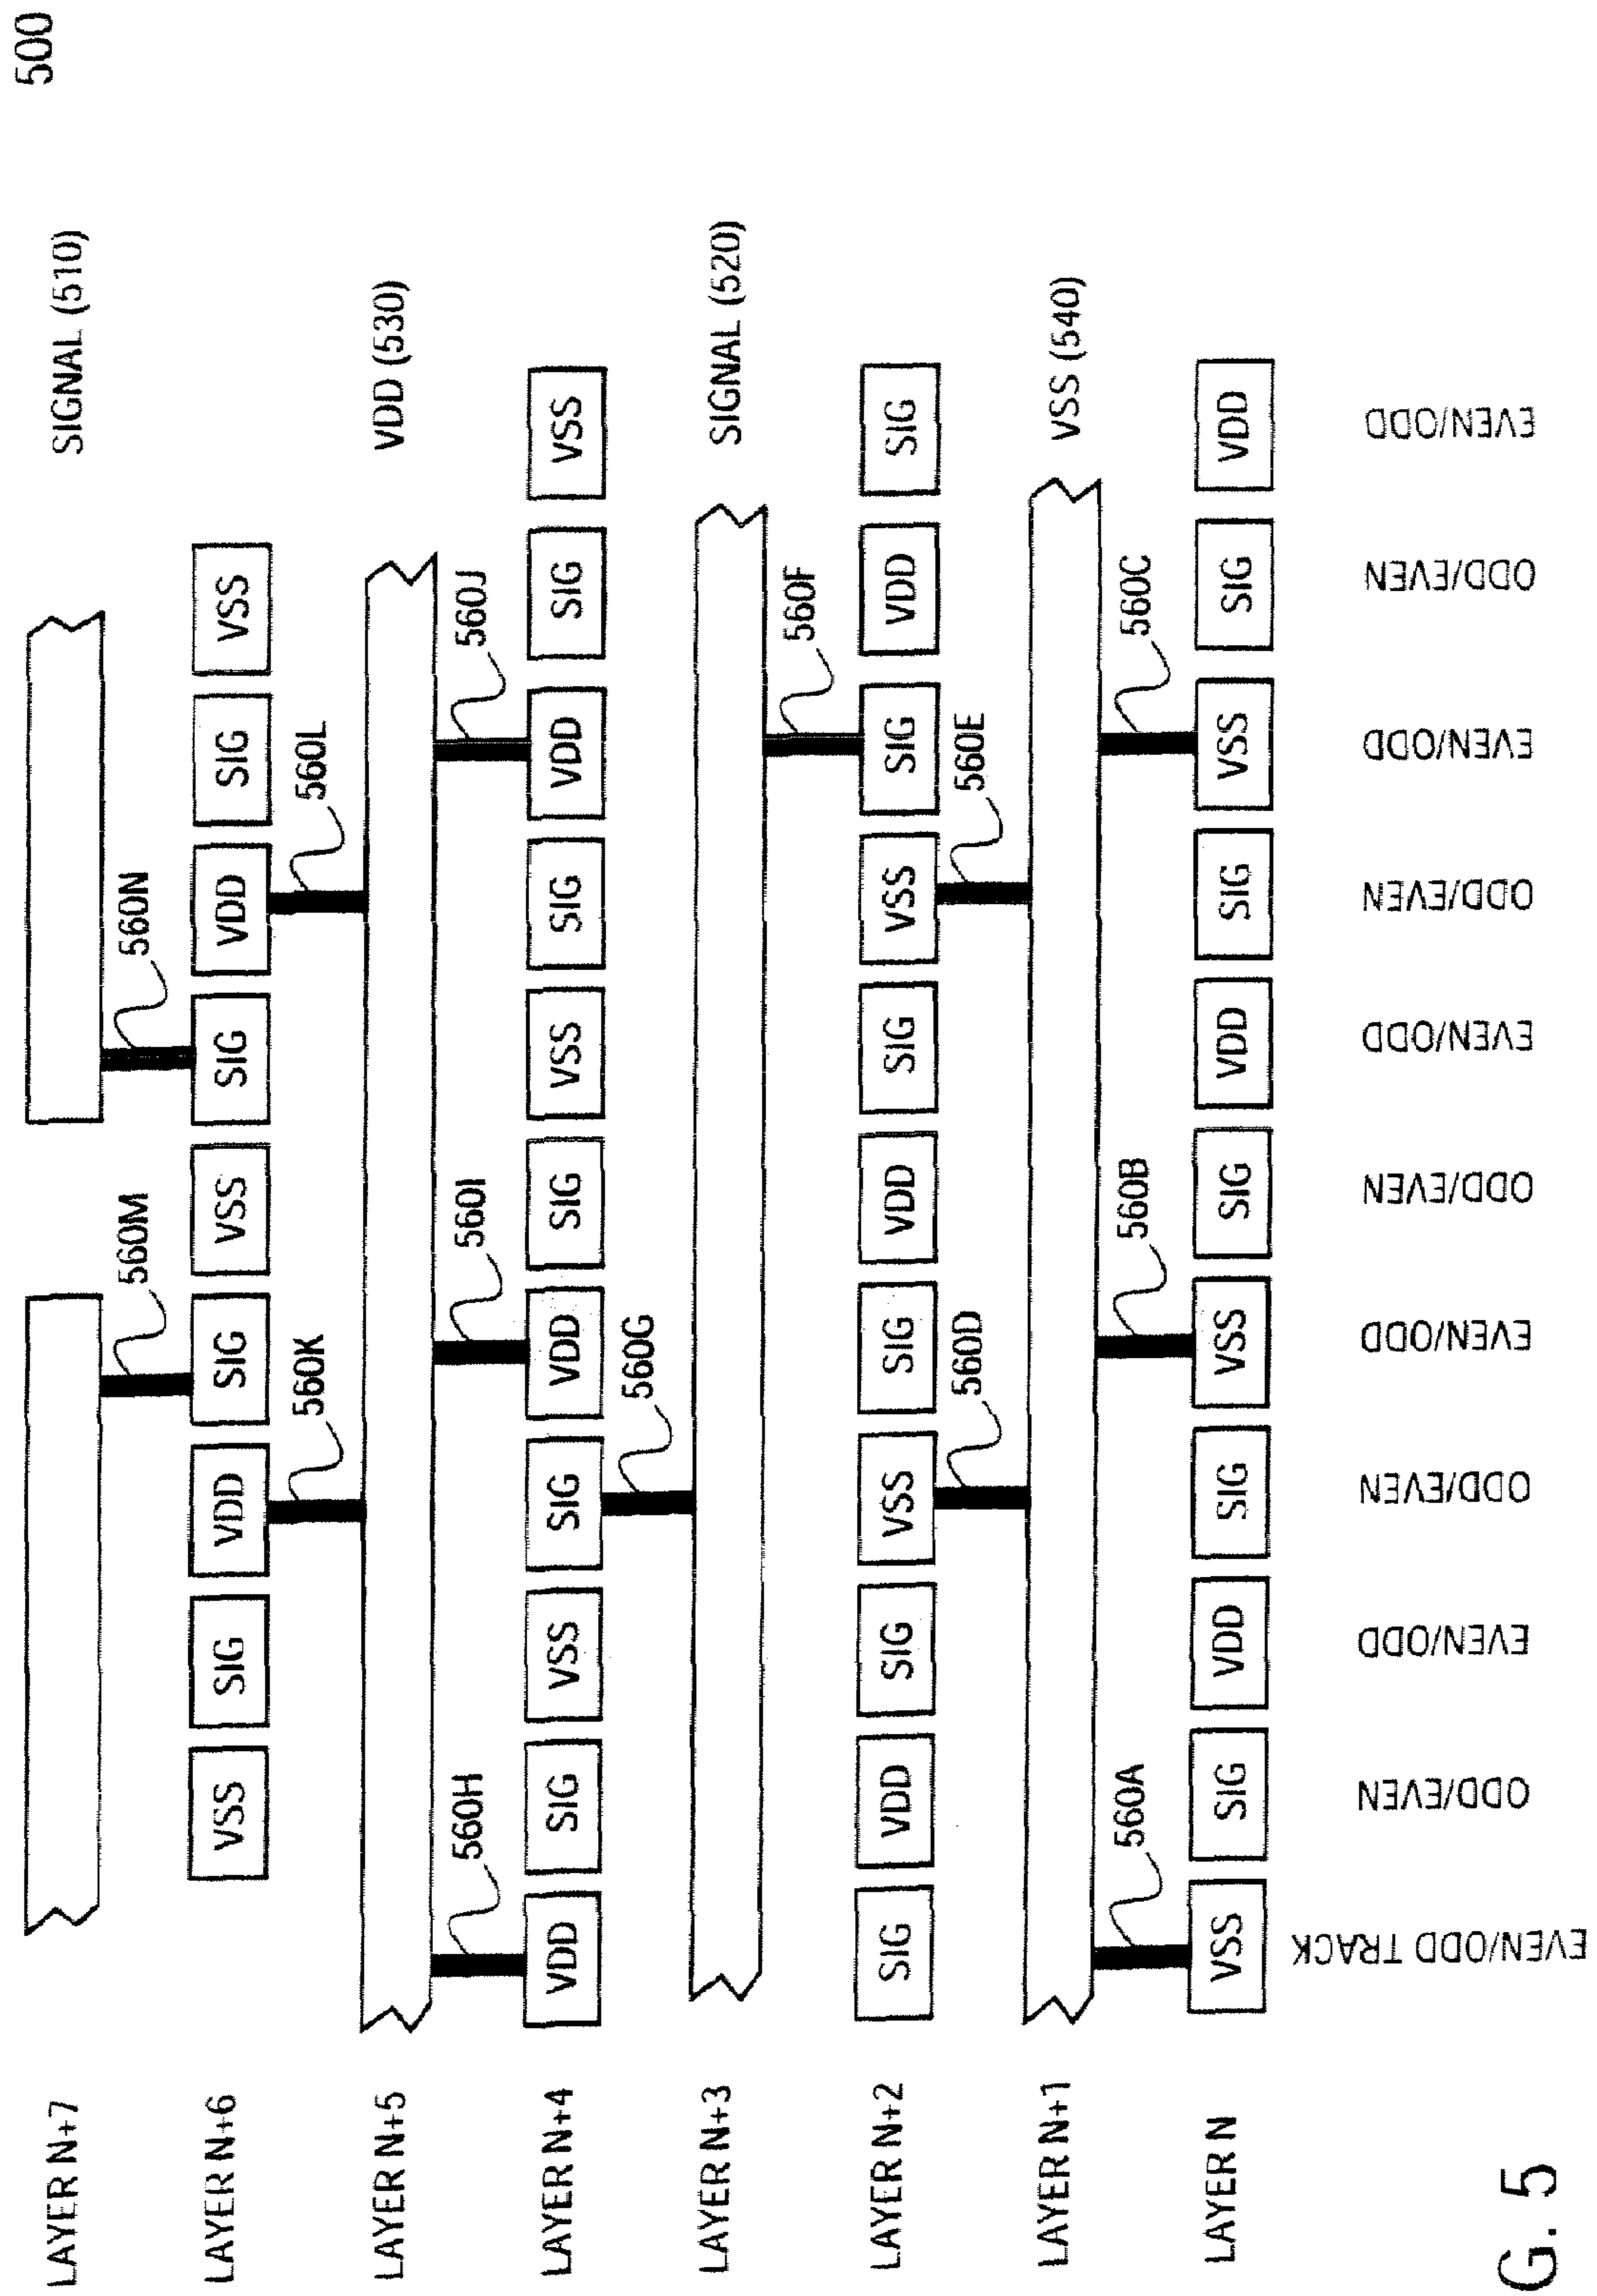 500
LAYER N+7
SIGNAL (510)
560M
560N
LAYER N+6
VSS
SIG
VDD
SIG
VSS
SIG
VDD
SIG
VSS
560K
560L
LAYER N+5
VDD (530)
560H
560I
560J
LAYER N+4
VDD
SIG
VSS
SIG
VDD
SIG
VSS
SIG
VDD
SIG
VSS
560G
LAYER N+3
SIGNAL (520)
560F
LAYER N+2
SIG
VDD
SIG
VSS
SIG
VDD
SIG
VSS
SIG
VDD
SIG
560D
560E
LAYER N+1
VSS (540)
560A
560B
560C
LAYER N
VSS
SIG
VDD
SIG
VSS
SIG
VDD
SIG
VSS
SIG
VDD
EVEN/ODD TRACK
ODD/EVEN
EVEN/ODD
ODD/EVEN
EVEN/ODD
ODD/EVEN
EVEN/ODD
ODD/EVEN
EVEN/ODD
ODD/EVEN
EVEN/ODD
G. 5